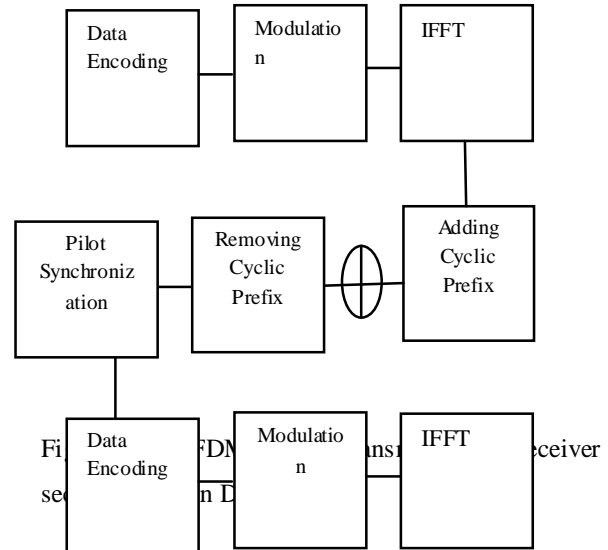 Data
Encoding
Modulatio
n
IFFT
Pilot
Synchroniz
ation
Removing
Cyclic
Prefix
Adding
Cyclic
Prefix
Data
Encoding
Modulatio
n
IFFT